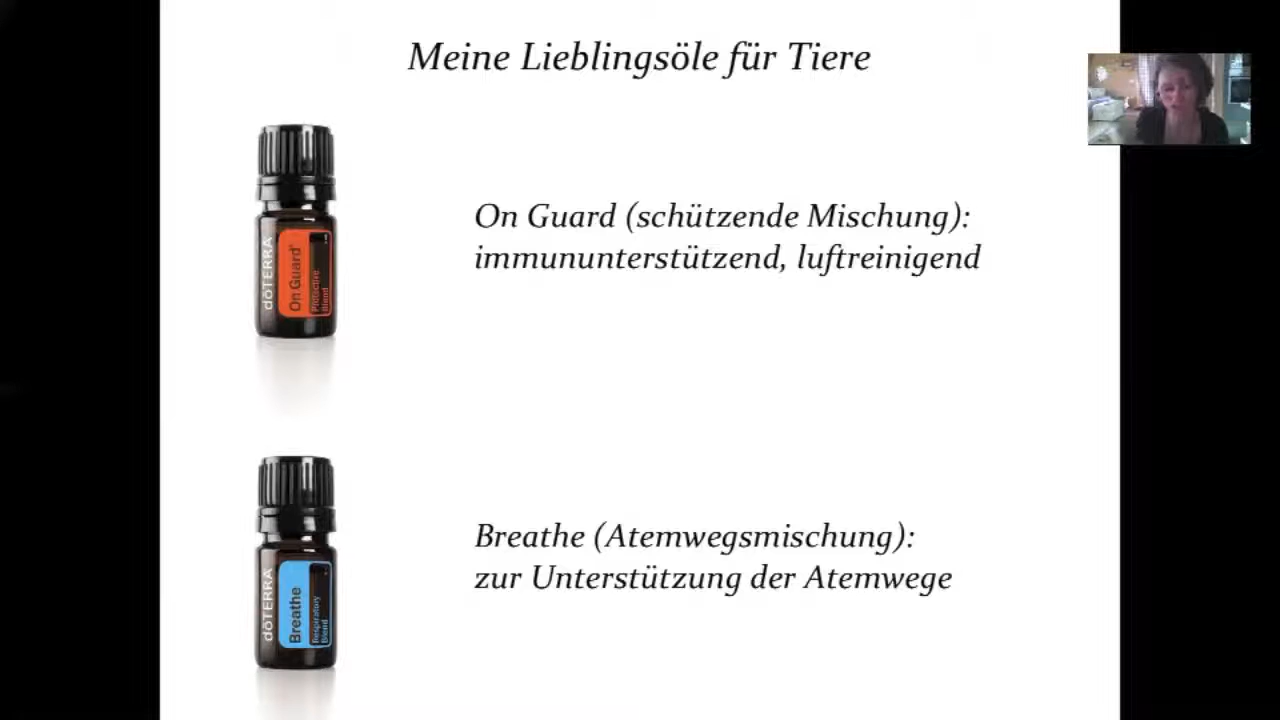 Meine Lieblingsöle für Tiere
dōTERRA
On Guard®
Protective
Blend
On Guard (schützende Mischung):
immununterstützend, luftreinigend
dōTERRA
Breathe
Respiratory
Blend
Breathe (Atemwegsmischung):
zur Unterstützung der Atemwege